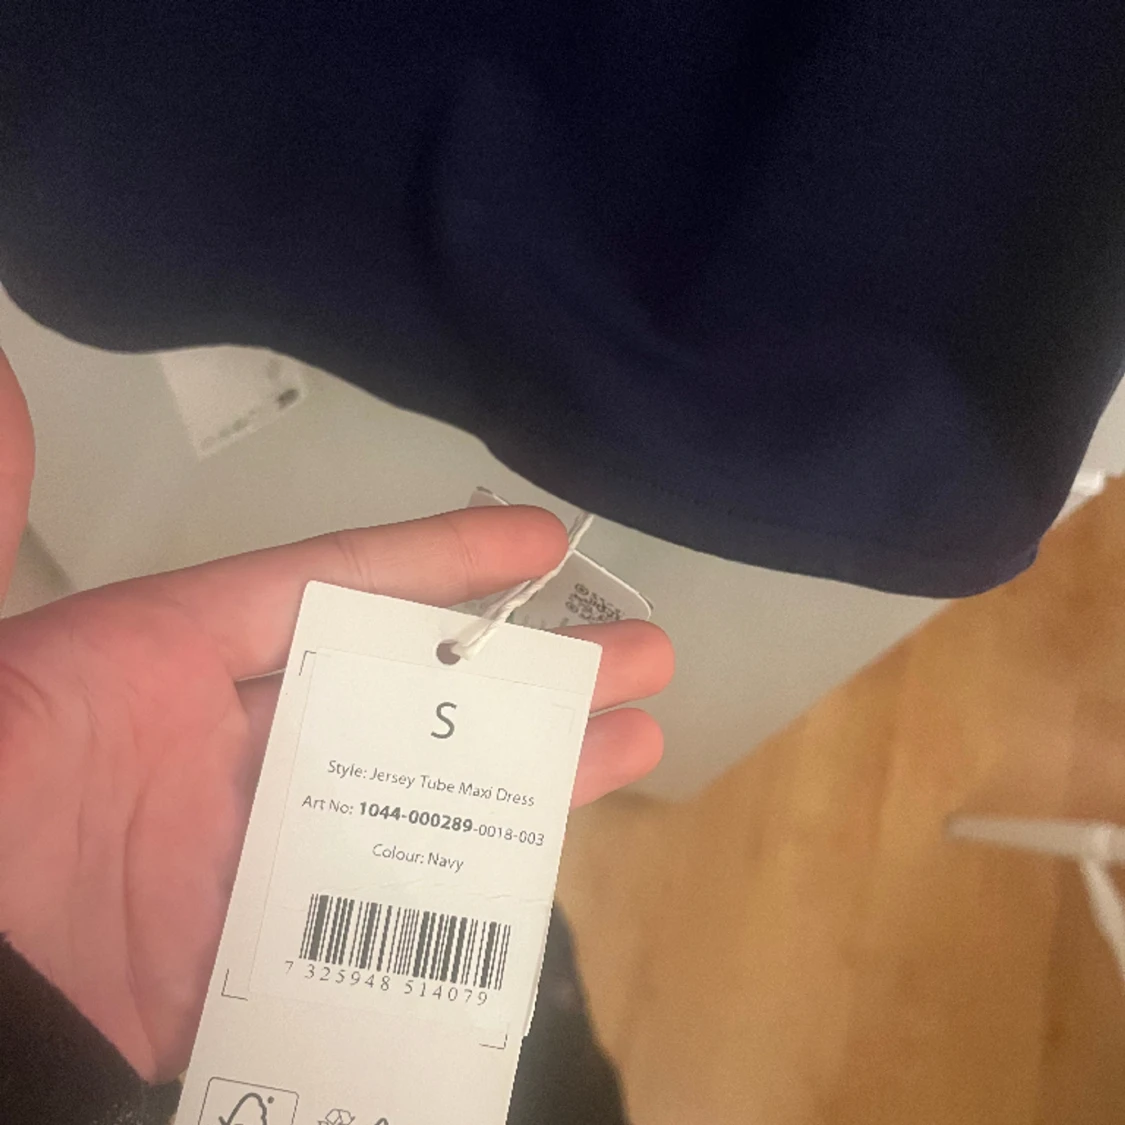 S
Style: Jersey Tube Maxi Dress
Art No: 1044-000289-0018-003
Colour: Navy
7 325948 514079